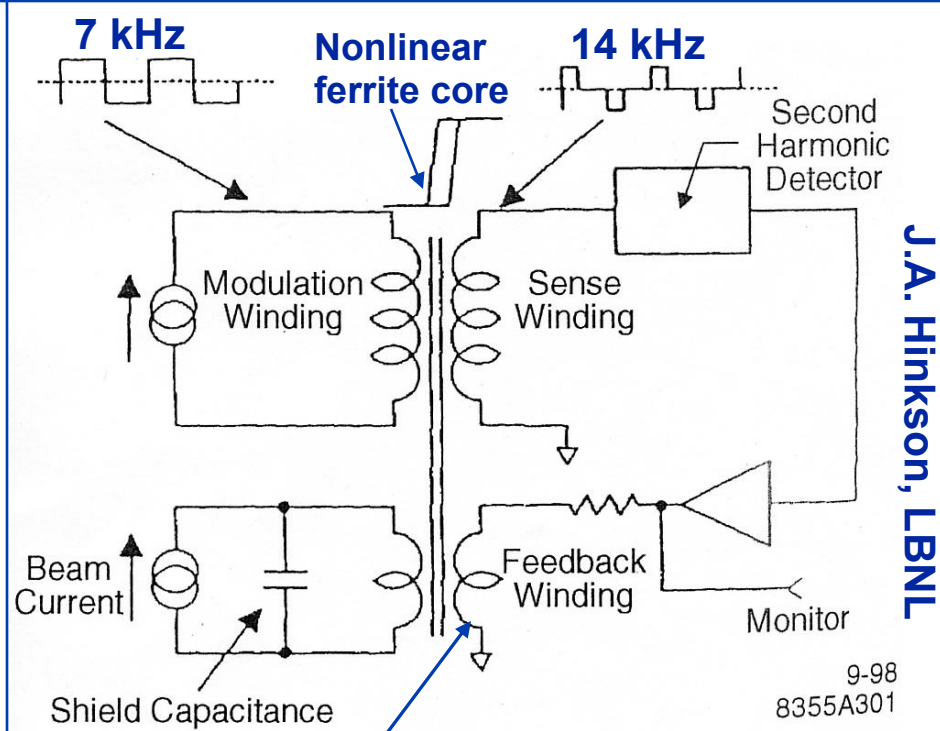 7 kHz
Nonlinear
ferrite core
14 kHz
Second
Harmonic
Detector
Modulation
Winding
Sense
Winding
Beam
Current
Feedback
Winding
Monitor
Shield Capacitance
9-98
8355A301
J.A. Hinkson, LBNL